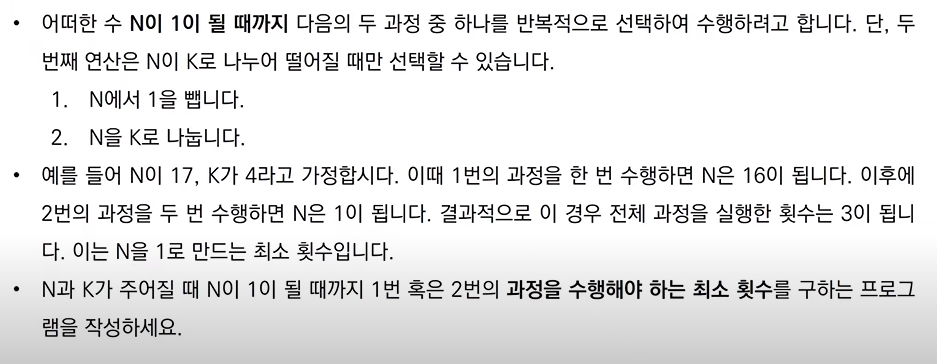 • 어떠한 수 N이 1이 될 때까지 다음의 두 과정 중 하나를 반복적으로 선택하여 수행하려고 합니다. 단, 두
번째 연산은 N이 K로 나누어 떨어질 때만 선택할 수 있습니다.
1. N에서 1을 뺍니다.
2. N을 K로 나눕니다.
• 예를 들어 N이 17, K가 4라고 가정합시다. 이때 1번의 과정을 한 번 수행하면 N은 16이 됩니다. 이후에
2번의 과정을 두 번 수행하면 N은 1이 됩니다. 결과적으로 이 경우 전체 과정을 실행한 횟수는 3이 됩니
다. 이는 N을 1로 만드는 최소 횟수입니다.
• N과 K가 주어질 때 N이 1이 될 때까지 1번 혹은 2번의 과정을 수행해야 하는 최소 횟수를 구하는 프로그
램을 작성하세요.